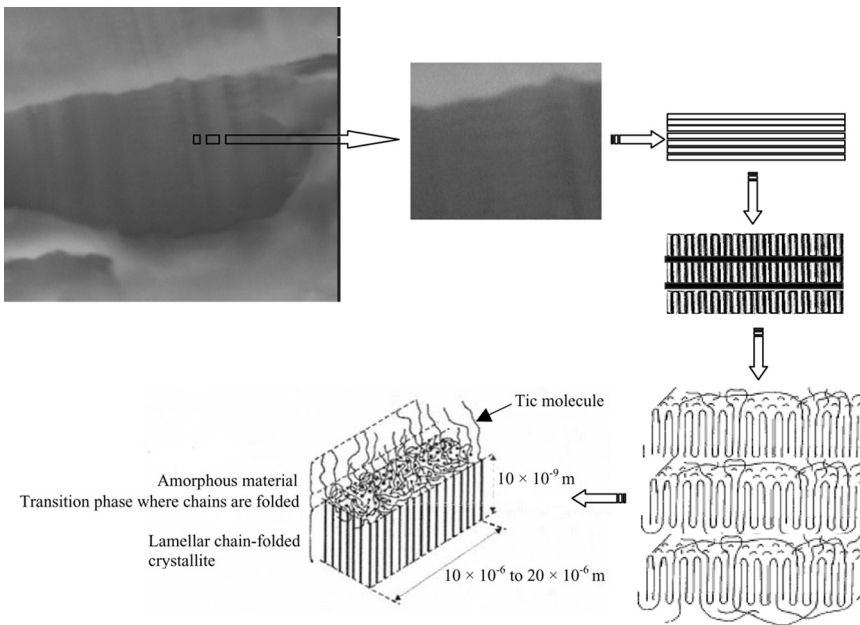 Tic molecule
Amorphous material
Transition phase where chains are folded
10 × 10⁻⁹ m
Lamellar chain-folded
crystallite
10 × 10⁻⁶ to 20 × 10⁻⁶ m